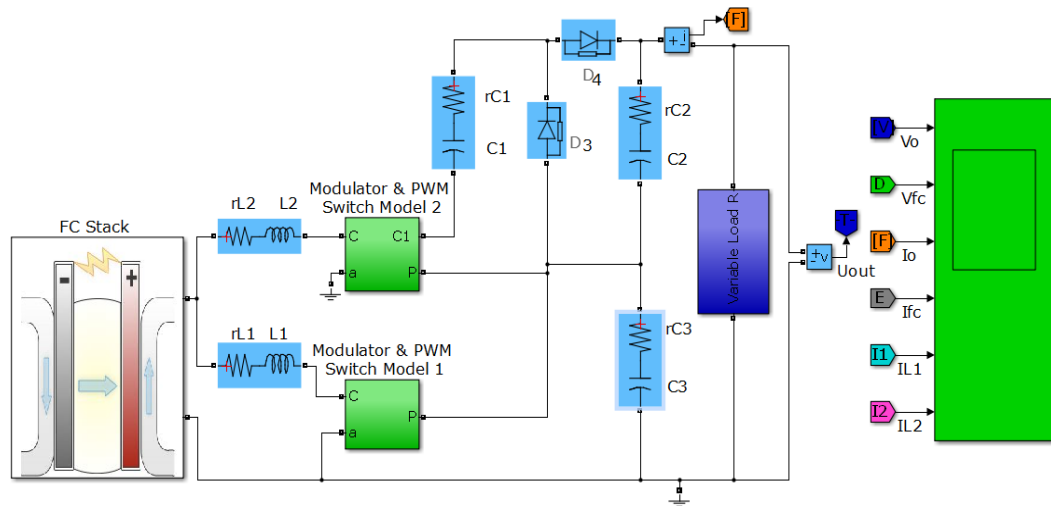 [F]
D4
rC1
C1
D3
rC2
C2
Modulator & PWM
Switch Model 2
rL2 L2
C
C1
a
P
FC Stack
-
+
rL1 L1
Modulator & PWM
Switch Model 1
C
a
P
rC3
C3
Variable Load R
+ i
-
-T-
+
-v
Uout
[V]
Vo
D
Vfc
[F
Io
E
Ifc
I1
IL1
I2
IL2